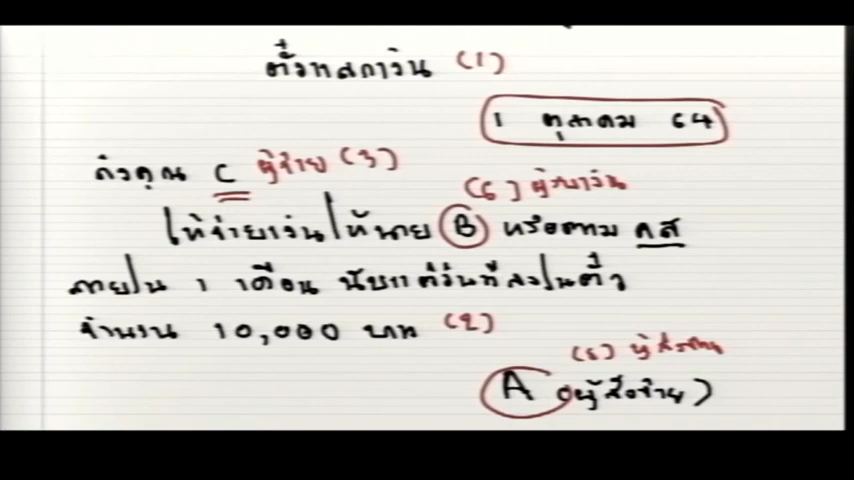 ตั๋วแลกเงิน (1)
1 ตุลาคม 64
ถึงคุณ C ผู้จ่าย (3)
(6) ผู้รับเงิน
ให้จ่ายเงินให้นาย B หรือตาม คส
ภายใน 1 เดือน นับแต่วันที่ลงในตั๋ว
จำนวน 10,000 บาท (2)
ผู้สั่งจ่าย
A (ผู้สั่งจ่าย)